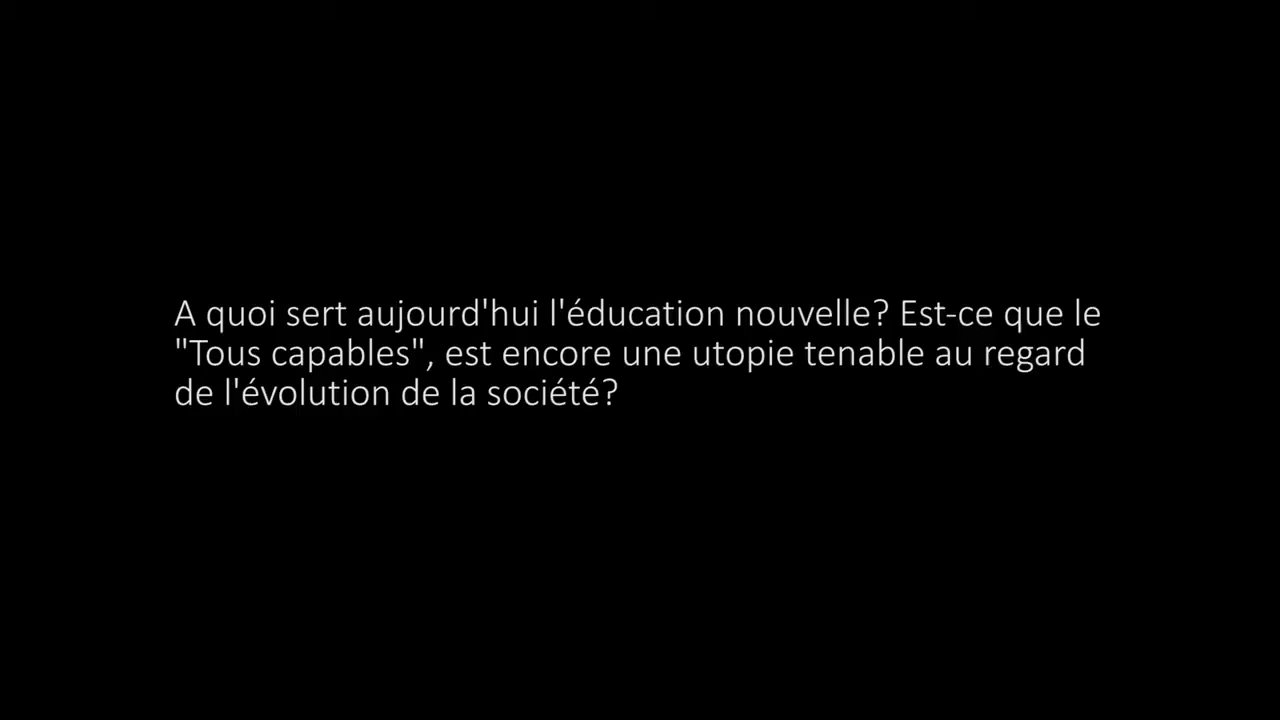 A quoi sert aujourd'hui l'éducation nouvelle? Est-ce que le
"Tous capables", est encore une utopie tenable au regard
de l'évolution de la société?